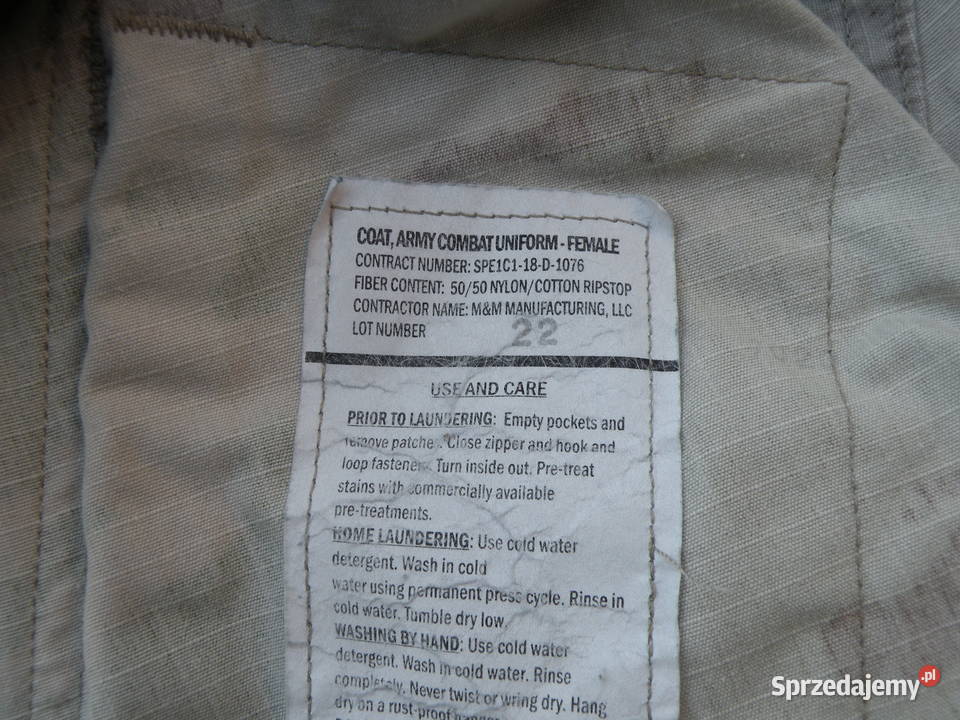 COAT, ARMY COMBAT UNIFORM - FEMALE
CONTRACT NUMBER: SPE1C1-18-D-1076
FIBER CONTENT: 50/50 NYLON/COTTON RIPSTOP
CONTRACTOR NAME: M&M MANUFACTURING, LLC
LOT NUMBER 22
USE AND CARE
PRIOR TO LAUNDERING: Empty pockets and
remove patche. Close zipper and hook and
loop fastener. Turn inside out. Pre-treat
stains with commercially available
pre-treatments.
HOME LAUNDERING: Use cold water
detergent. Wash in cold
water using permanent press cycle. Rinse in
cold water. Tumble dry low.
WASHING BY HAND: Use cold water
detergent. Wash in cold water. Rinse
completely. Never twist or wring dry. Hang
dry on a rust-proof
Sprzedajemy.pl